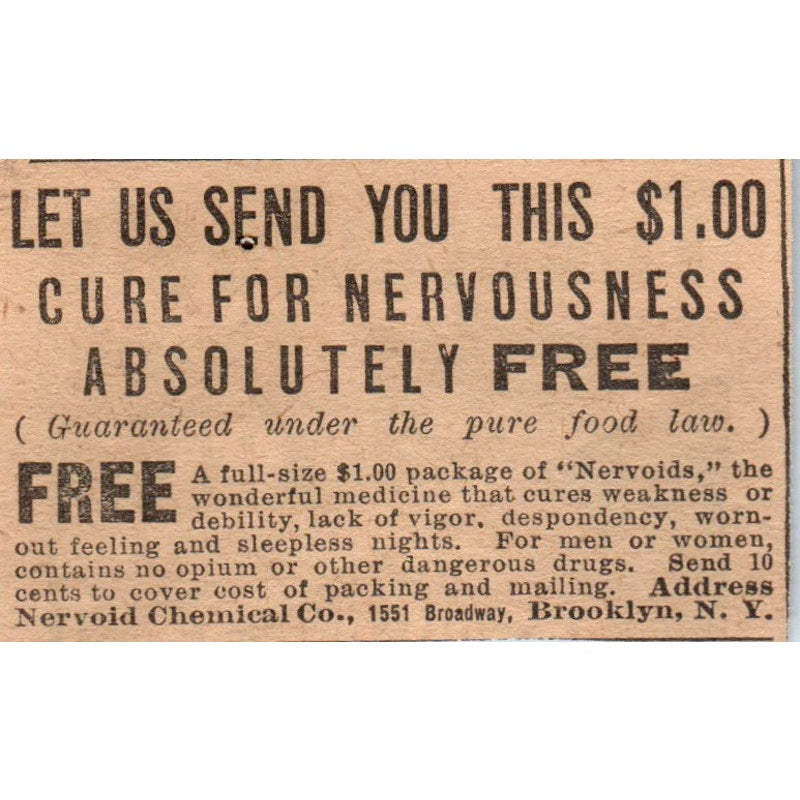 LET US SEND YOU THIS $1.00
CURE FOR NERVOUSNESS
ABSOLUTELY FREE
( Guaranteed under the pure food law. )
FREE A full-size $1.00 package of "Nervoids," the
wonderful medicine that cures weakness or
debility, lack of vigor, despondency, worn-
out feeling and sleepless nights. For men or women,
contains no opium or other dangerous drugs. Send 10
cents to cover cost of packing and mailing. Address
Nervoid Chemical Co., 1551 Broadway, Brooklyn, N. Y.